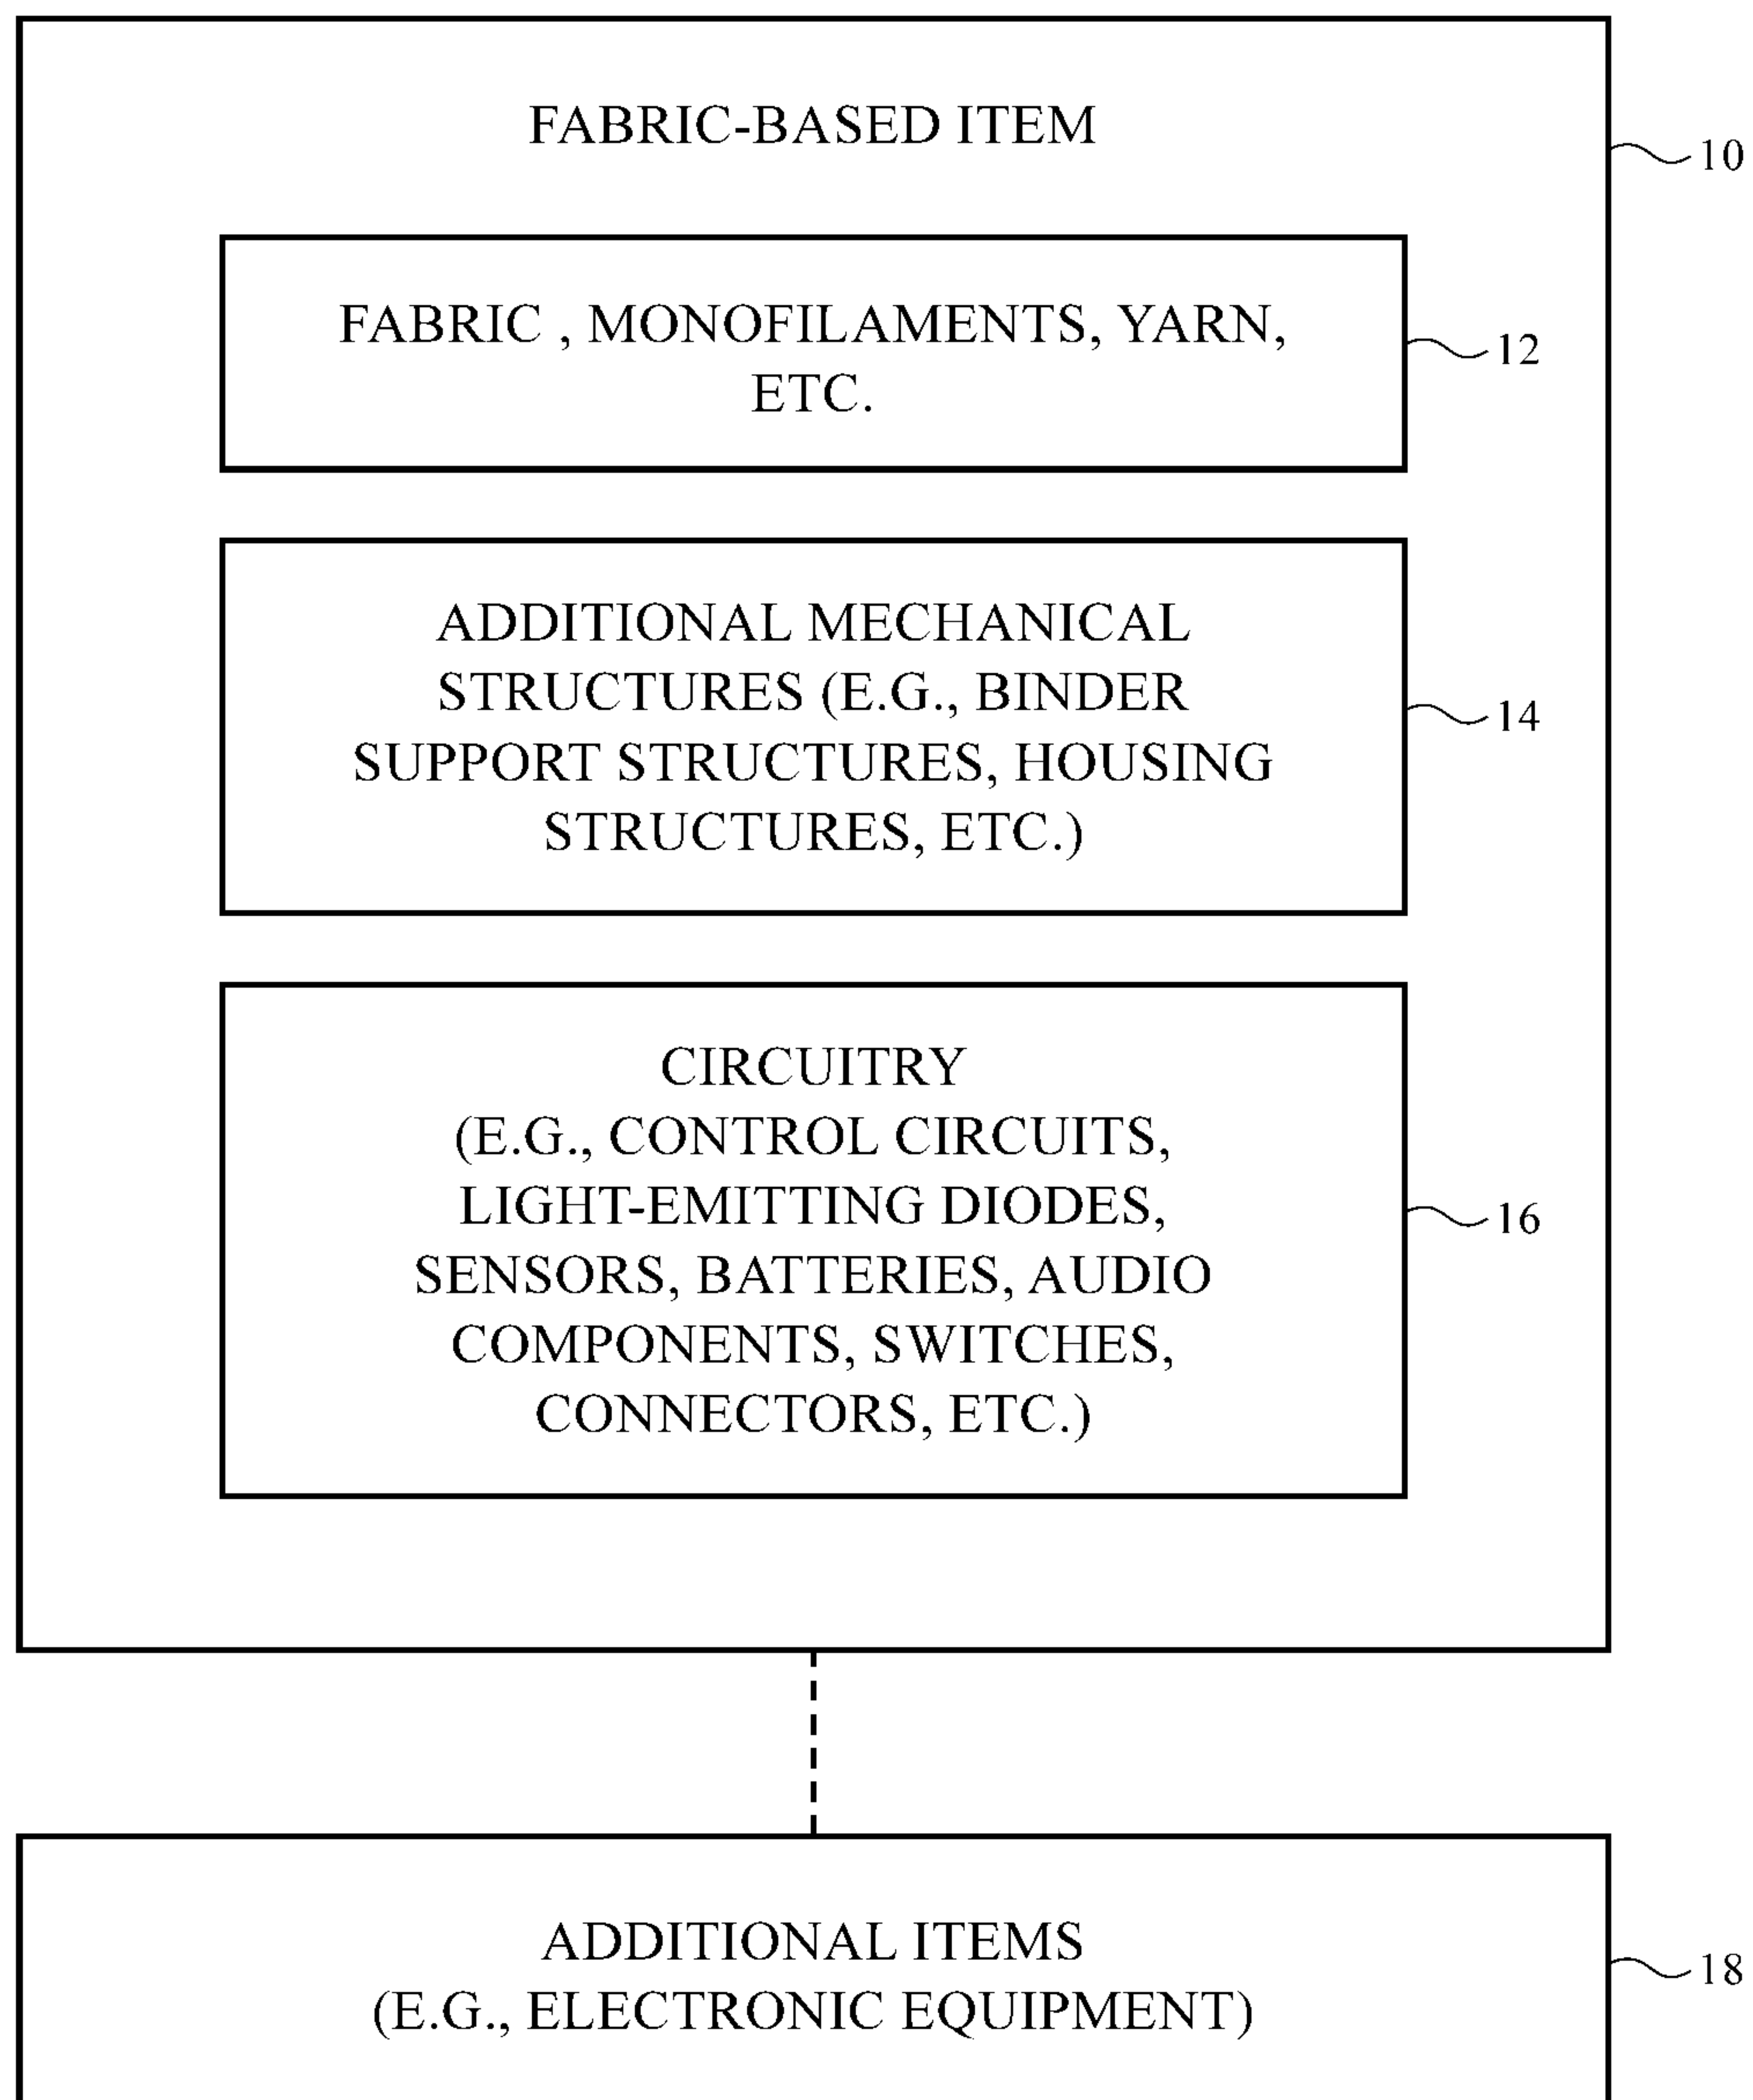 FABRIC-BASED ITEM
10
FABRIC , MONOFILAMENTS, YARN,
ETC.
12
ADDITIONAL MECHANICAL
STRUCTURES (E.G., BINDER
SUPPORT STRUCTURES, HOUSING
STRUCTURES, ETC.)
14
CIRCUITRY
(E.G., CONTROL CIRCUITS,
LIGHT-EMITTING DIODES,
SENSORS, BATTERIES, AUDIO
COMPONENTS, SWITCHES,
CONNECTORS, ETC.)
16
ADDITIONAL ITEMS
(E.G., ELECTRONIC EQUIPMENT)
18